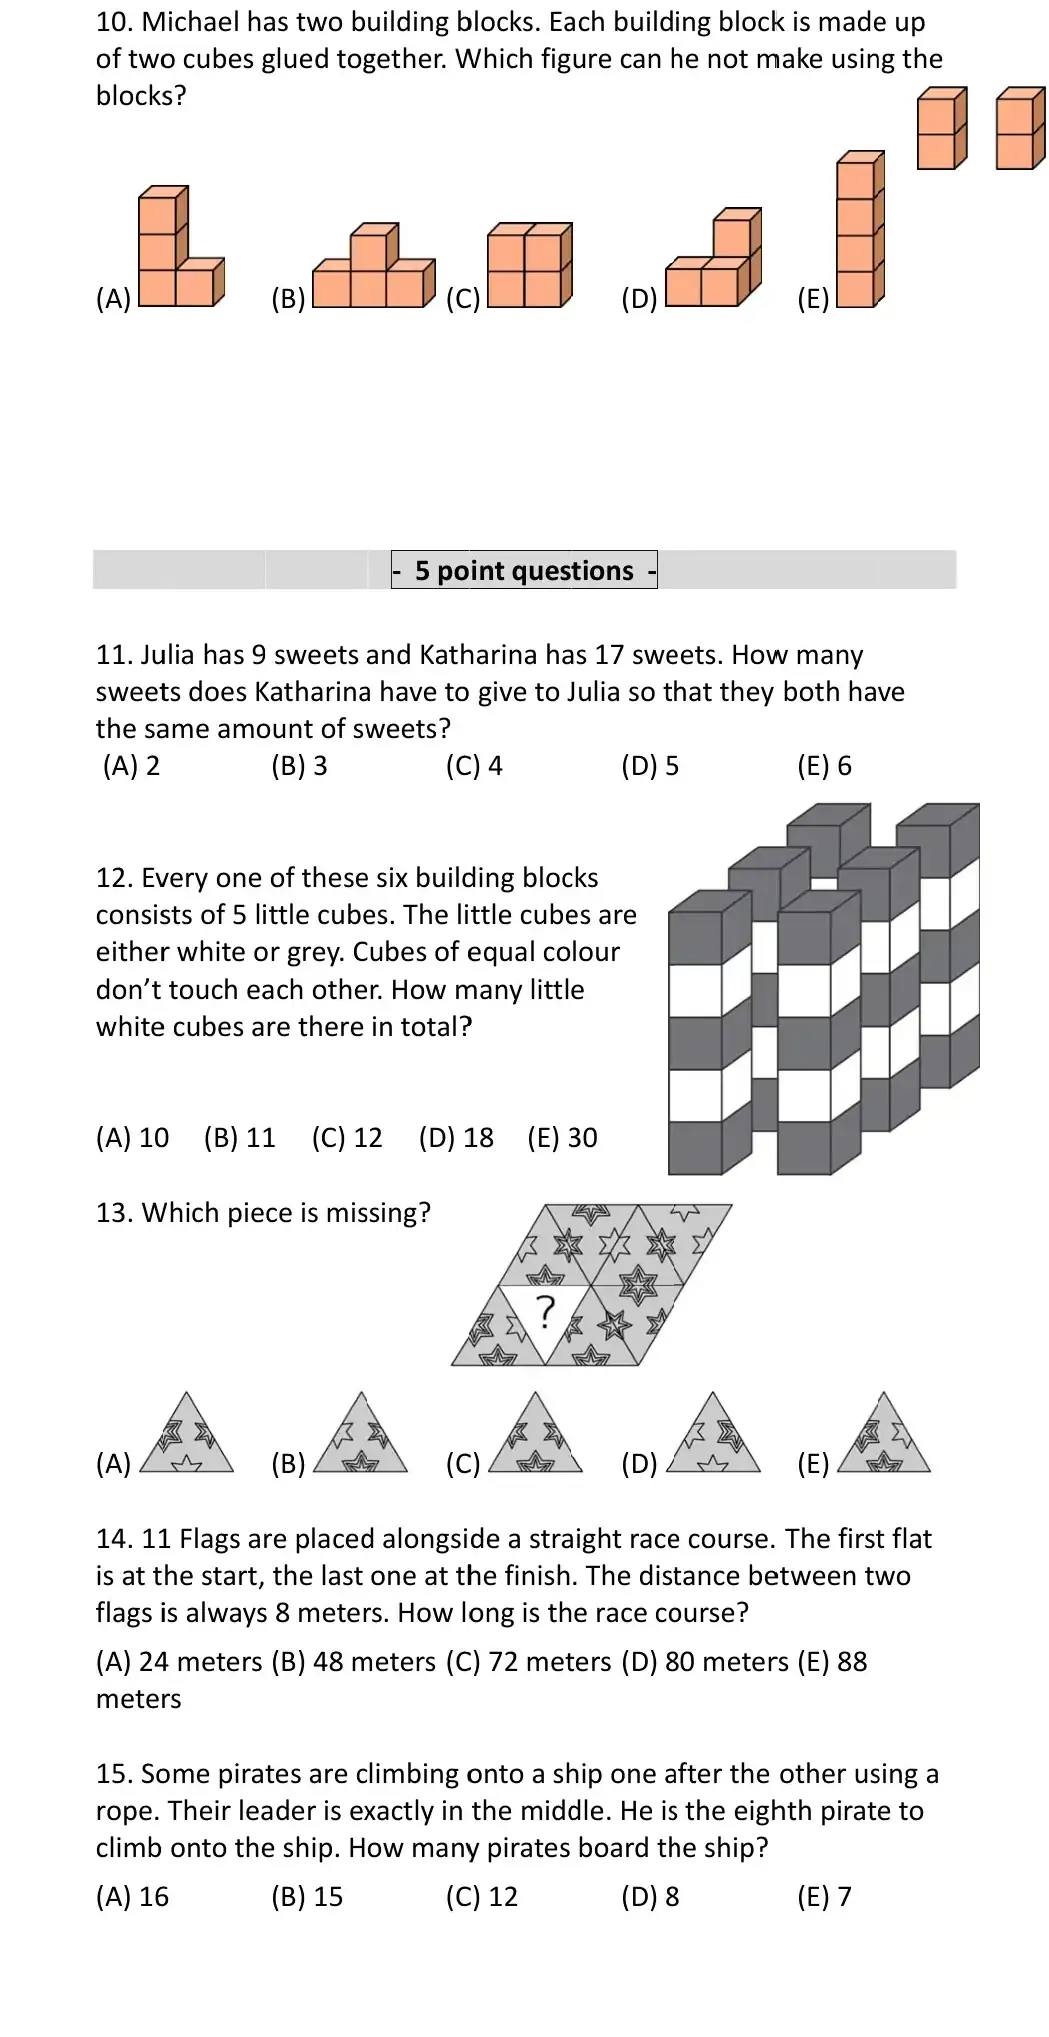 10. Michael has two building blocks. Each building block is made up
of two cubes glued together. Which figure can he not make using the
blocks?
(A) (B) (C) (D) (E)
- 5 point questions -
11. Julia has 9 sweets and Katharina has 17 sweets. How many
sweets does Katharina have to give to Julia so that they both have
the same amount of sweets?
(A) 2 (B) 3 (C) 4 (D) 5 (E) 6
12. Every one of these six building blocks
consists of 5 little cubes. The little cubes are
either white or grey. Cubes of equal colour
don’t touch each other. How many little
white cubes are there in total?
(A) 10 (B) 11 (C) 12 (D) 18 (E) 30
13. Which piece is missing?
?
(A) (B) (C) (D) (E)
14. 11 Flags are placed alongside a straight race course. The first flat
is at the start, the last one at the finish. The distance between two
flags is always 8 meters. How long is the race course?
(A) 24 meters (B) 48 meters (C) 72 meters (D) 80 meters (E) 88
meters
15. Some pirates are climbing onto a ship one after the other using a
rope. Their leader is exactly in the middle. He is the eighth pirate to
climb onto the ship. How many pirates board the ship?
(A) 16 (B) 15 (C) 12 (D) 8 (E) 7